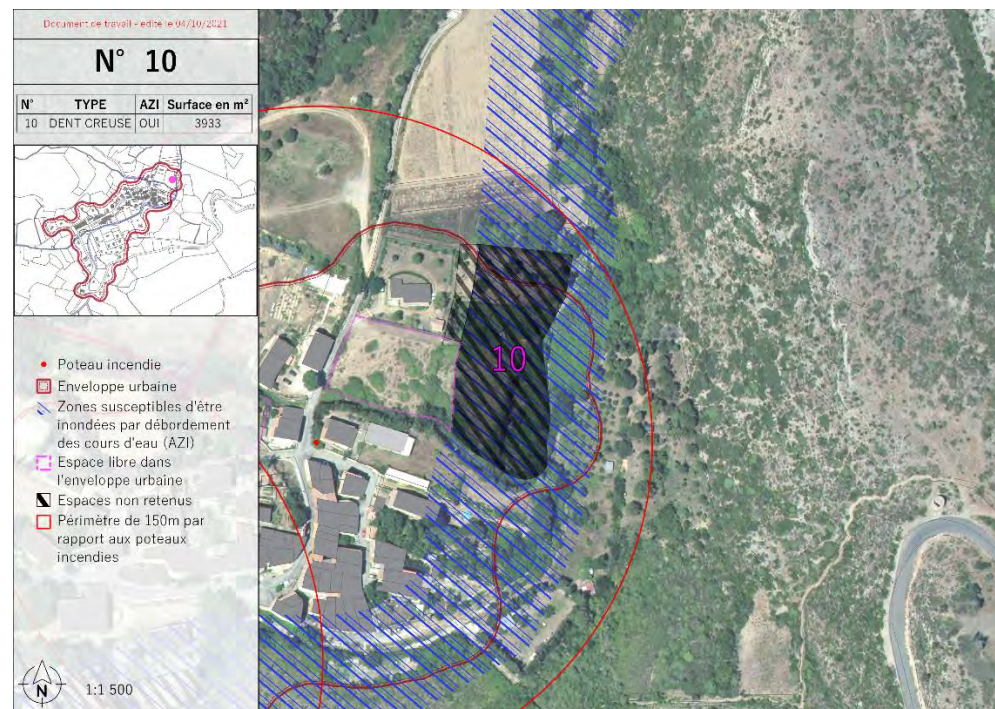 Document de travail - edite le 04/10/2021
N° 10
N° TYPE AZI Surface en m²
10 DENT CREUSE OUI 3933
Poteau incendie
Enveloppe urbaine
Zones susceptibles d'être
inondées par débordement
des cours d'eau (AZI)
Espace libre dans
l'enveloppe urbaine
Espaces non retenus
Périmètre de 150m par
rapport aux poteaux
incendies
10
N
1:1 500